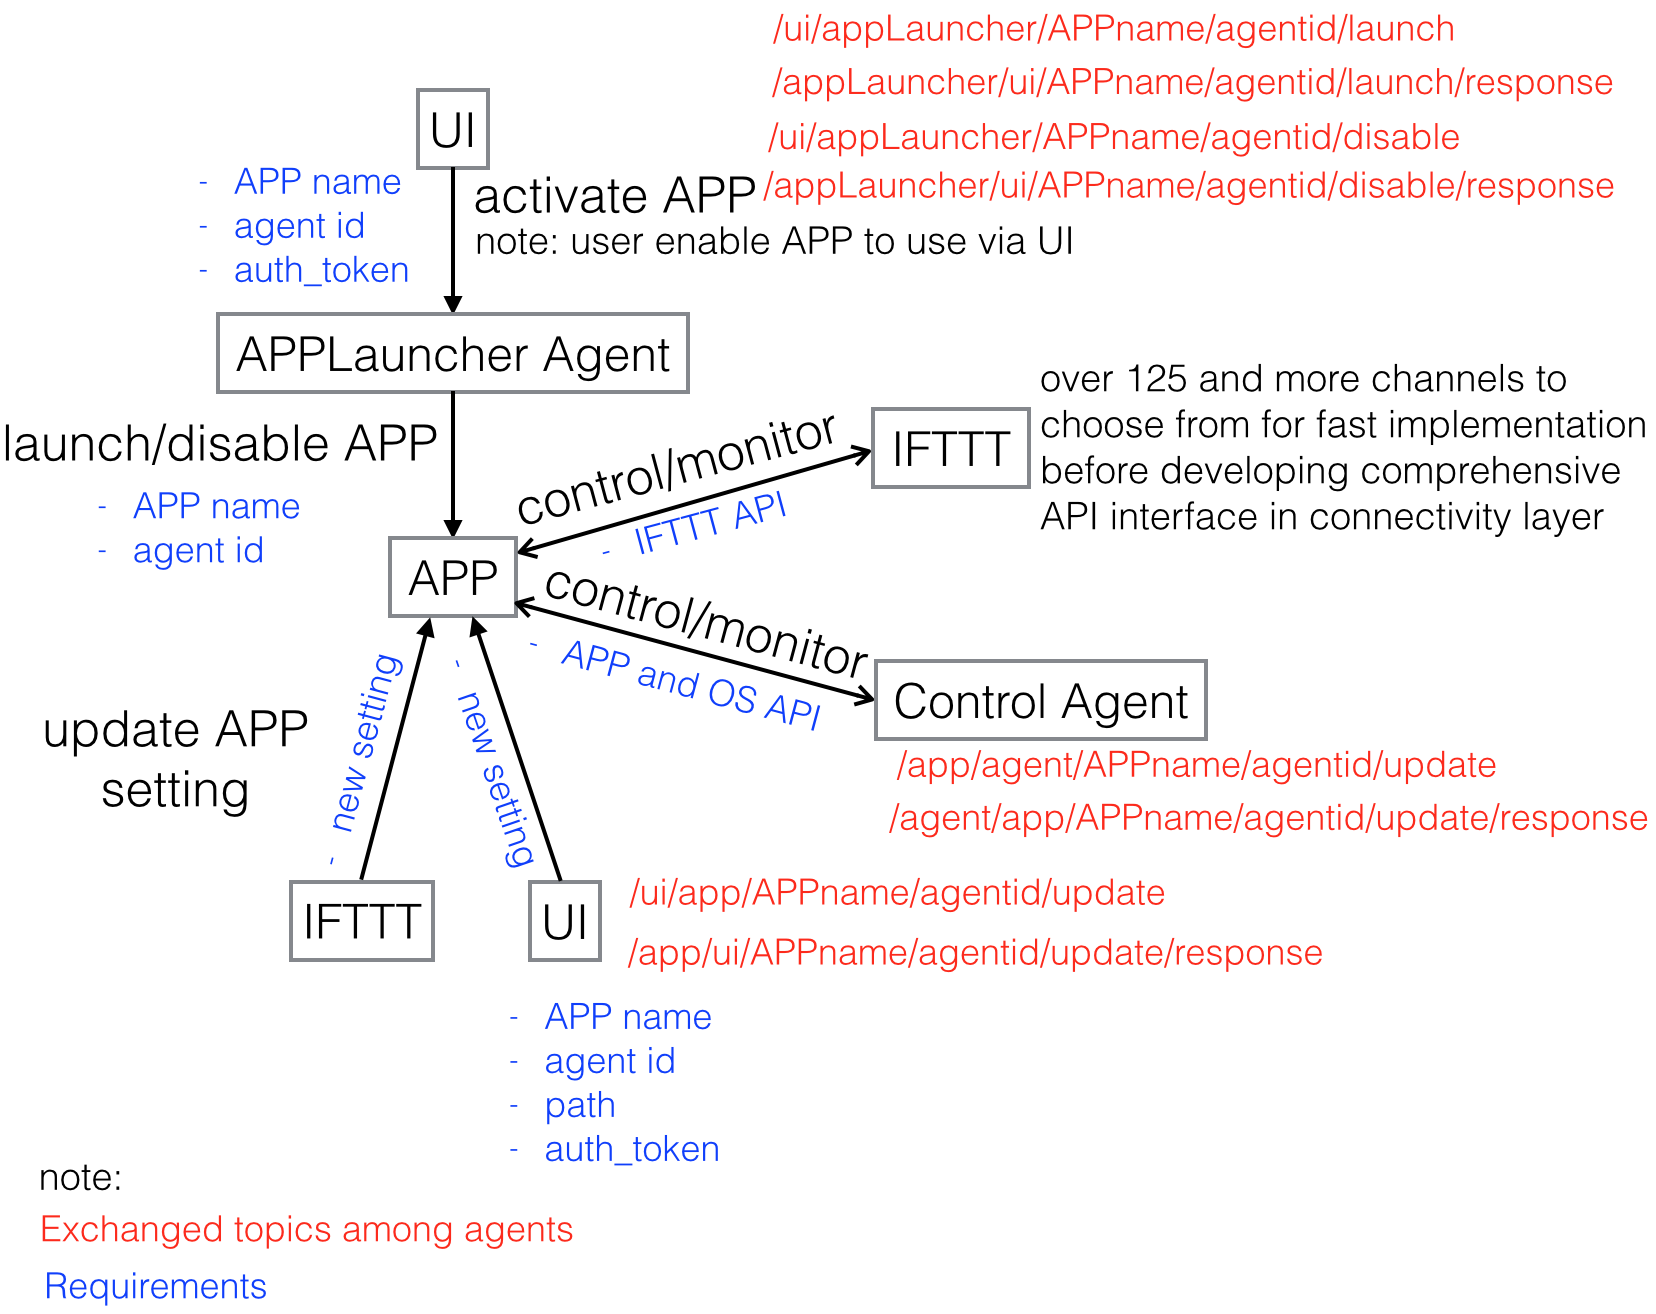 /ui/appLauncher/APPname/agentid/launch
/appLauncher/ui/APPname/agentid/launch/response
/ui/appLauncher/APPname/agentid/disable
/appLauncher/ui/APPname/agentid/disable/response
UI
- APP name
- agent id
- auth_token
activate APP
note: user enable APP to use via UI
APPLauncher Agent
launch/disable APP
- APP name
- agent id
control/monitor
- IFTTT API
IFTTT
over 125 and more channels to
choose from for fast implementation
before developing comprehensive
API interface in connectivity layer
APP
control/monitor
- APP and OS API
Control Agent
/app/agent/APPname/agentid/update
/agent/app/APPname/agentid/update/response
update APP
setting
- new setting
- new setting
IFTTT
UI
/ui/app/APPname/agentid/update
/app/ui/APPname/agentid/update/response
- APP name
- agent id
- path
- auth_token
note:
Exchanged topics among agents
Requirements